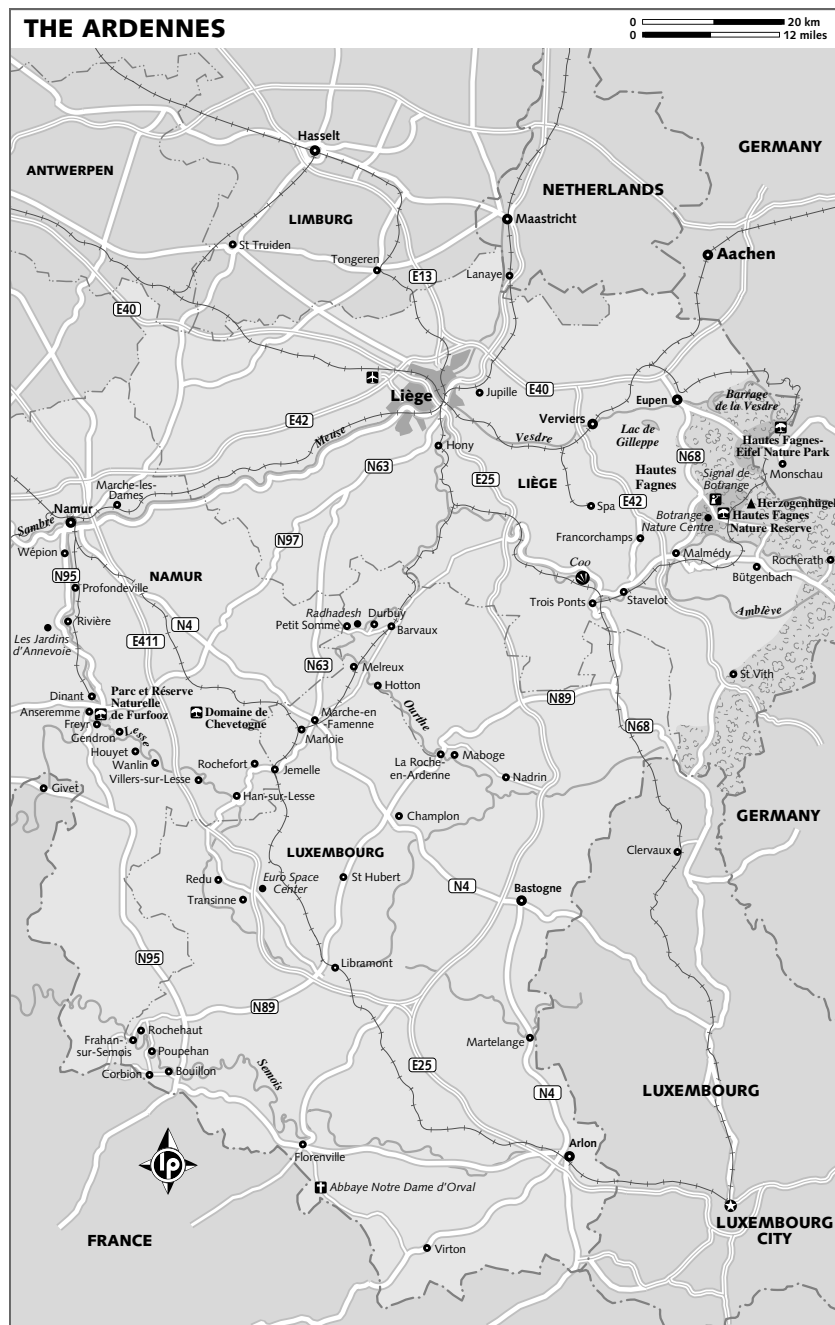 THE ARDENNES
0 20 km
0 12 miles
Hasselt
GERMANY
ANTWERPEN
NETHERLANDS
LIMBURG
Maastricht
St Truiden
Aachen
Tongeren
E13
Lanaye
E40
Liège
Jupille
E40
Eupen
Barrage
de la Vesdre
E42
Meuse
Vesdre
Verviers
Lac de
Gilleppe
Hautes Fagnes-
Eifel Nature Park
Hony
N63
N68
Monschau
Hautes
Fagnes
Signal de
Botrange
E25
LIÈGE
Marche-les-
Dames
Spa
E42
Herzogenhügel
Botrange
Nature Centre
Hautes Fagnes
Nature Reserve
Namur
Sambre
Francorchamps
N97
Wépion
Coo
Malmédy
Rocherath
Bütgenbach
N95
NAMUR
Profondeville
Trois Ponts
Stavelot
Amblève
Radhadesh
Durbuy
Petit Somme
Barvaux
Rivière
N4
Les Jardins
d'Annevoie
E411
N63
Melreux
St Vith
Hotton
Dinant
Parc et Réserve
Naturelle
de Furfooz
N89
Anseremme
Domaine de
Chevetogne
Marche-en
-Famenne
Ourthe
Freyr
N68
Gendron
Lesse
Marloie
Houyet
La Roche-
en-Ardenne
Maboge
Wanlin
Rochefort
Jemelle
Villers-sur-Lesse
Nadrin
Givet
Han-sur-Lesse
Champlon
GERMANY
LUXEMBOURG
Clervaux
Redu
Euro Space
Center
St Hubert
N4
Bastogne
Transinne
N95
Libramont
N89
Rochehaut
Frahan-
sur-Semois
Martelange
Poupehan
Semois
E25
Corbion
Bouillon
LUXEMBOURG
N4
Arlon
lp
Florenville
Abbaye Notre Dame d'Orval
LUXEMBOURG
CITY
FRANCE
Virton